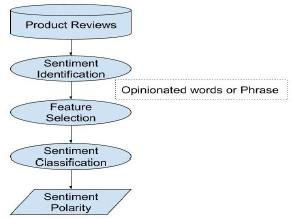 Product Reviews
Sentiment
Identification
Opinionated words or Phrase
Feature
Selection
Sentiment
Classification
Sentiment
Polarity